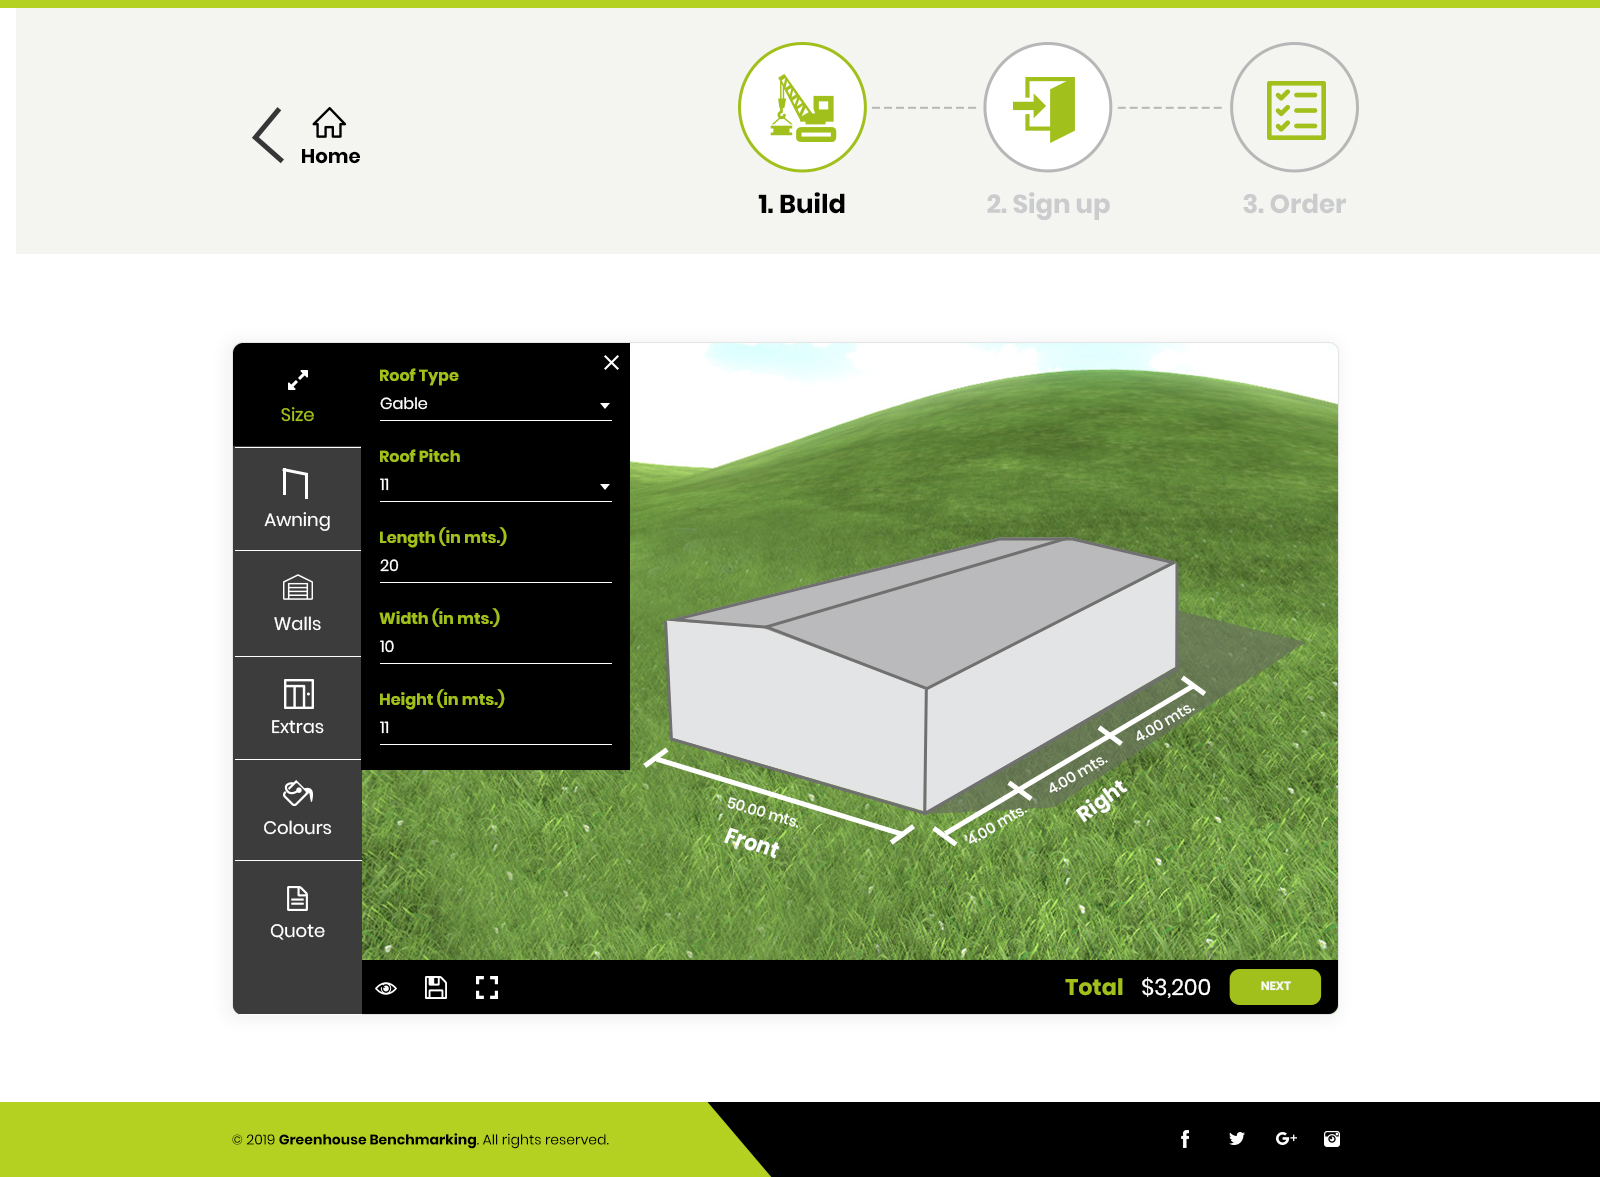 Home
1. Build
2. Sign up
3. Order
Size
Awning
Walls
Extras
Colours
Quote
Roof Type
Gable
Roof Pitch
11
Length (in mts.)
20
Width (in mts.)
10
Height (in mts.)
11
50.00 mts.
Front
4.00 mts.
4.00 mts.
4.00 mts.
Right
Total $3,200 NEXT
© 2019 Greenhouse Benchmarking. All rights reserved.
G+